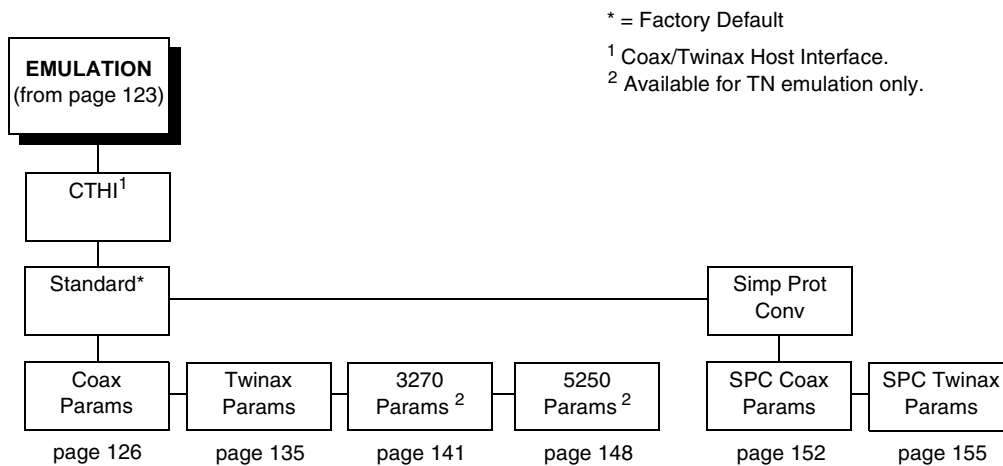 * = Factory Default
1 Coax/Twinax Host Interface.
2 Available for TN emulation only.
EMULATION
(from page 123)
CTHI1
Standard*
Simp Prot
Conv
Coax
Params
Twinax
Params
3270
Params 2
5250
Params 2
SPC Coax
Params
SPC Twinax
Params
page 126
page 135
page 141
page 148
page 152
page 155